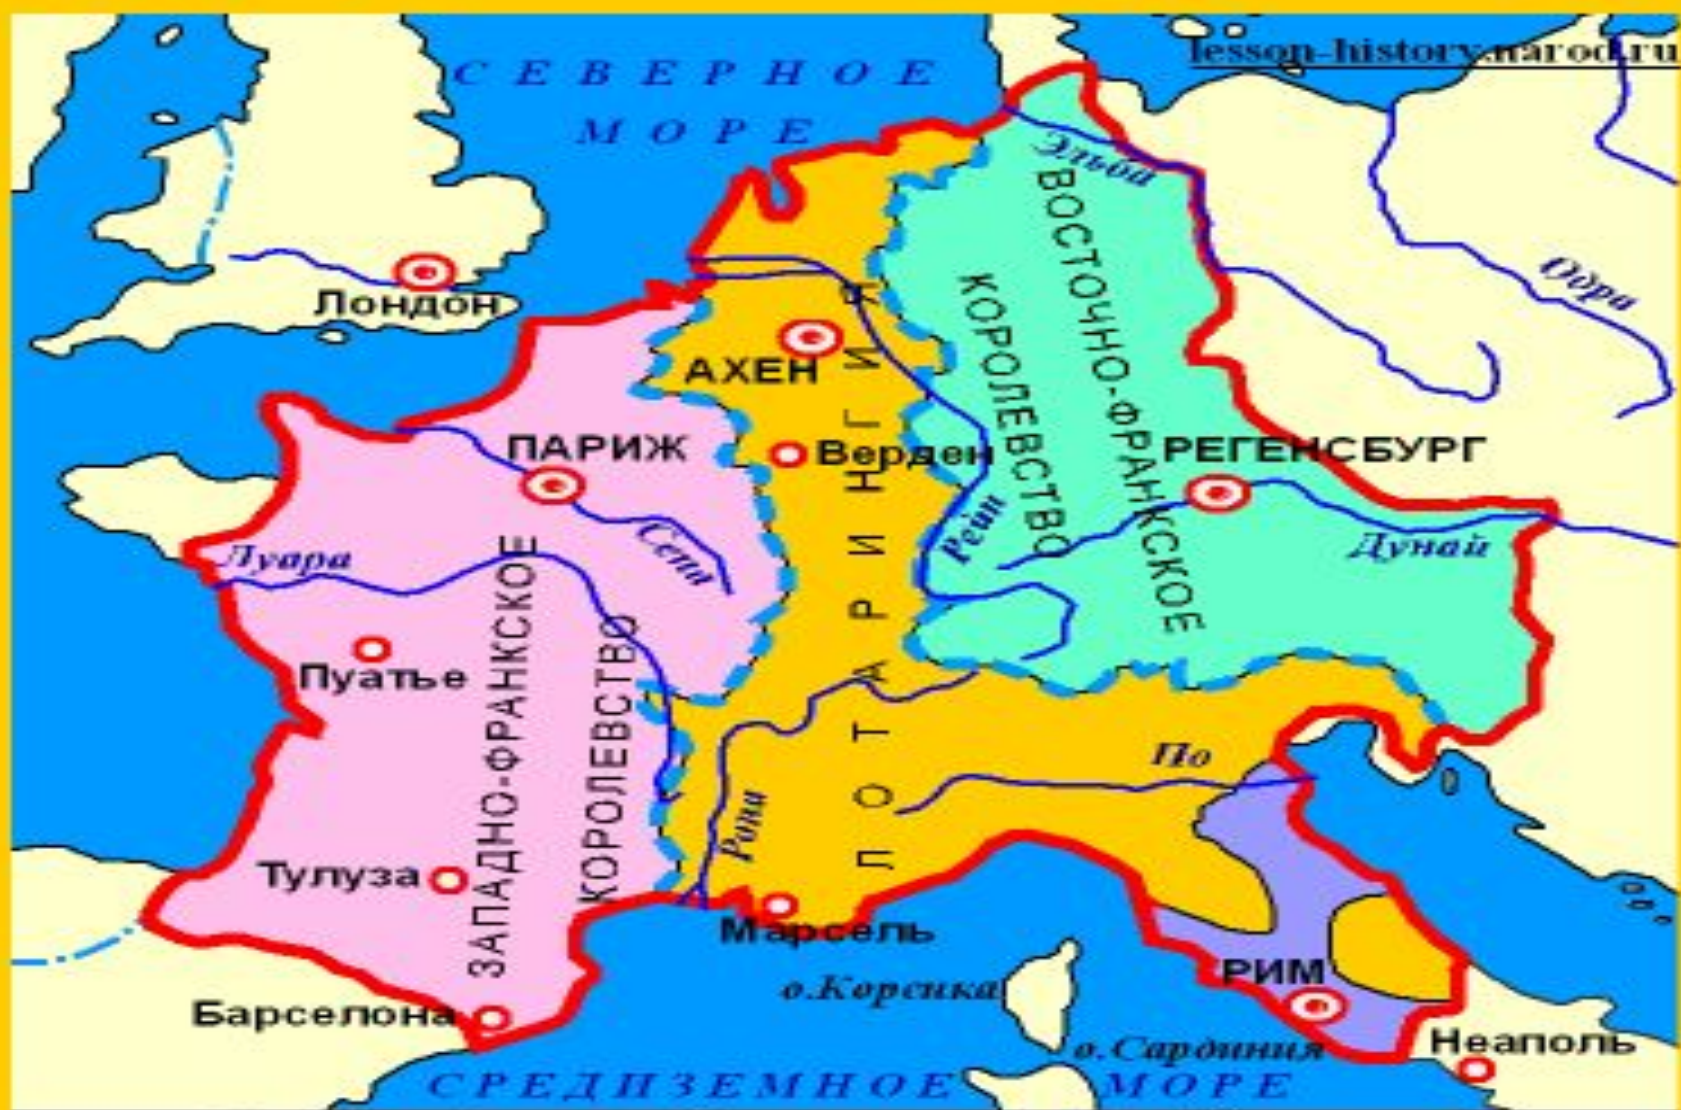 lesson-history.narod.ru
СЕВЕРНОЕ
МОРЕ
Эльба
Одра
Лондон
АХЕН
ПАРИЖ
Верден
РЕГЕНСБУРГ
Рейн
Луара
Сена
Дунай
ВОСТОЧНО-ФРАНКСКОЕ
КОРОЛЕВСТВО
ЛОТАРИНГИЯ
ЗАПАДНО-ФРАНКСКОЕ
КОРОЛЕВСТВО
Пуатье
По
Рона
Тулуза
Марсель
РИМ
о.Корсика
Барселона
о.Сардиния
Неаполь
СРЕДИЗЕМНОЕ МОРЕ